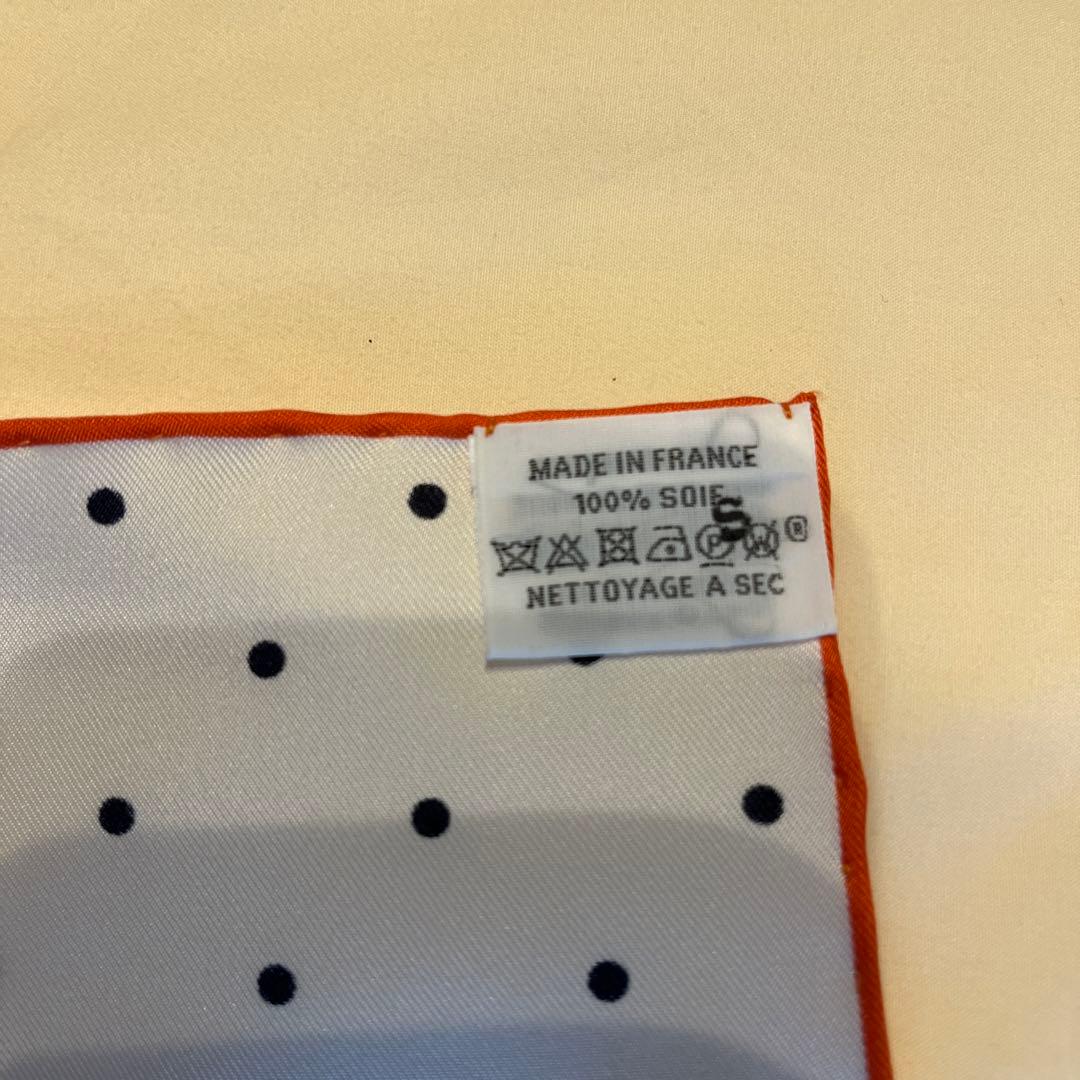 MADE IN FRANCE
100% SOIE
S
P W ®
NETTOYAGE A SEC